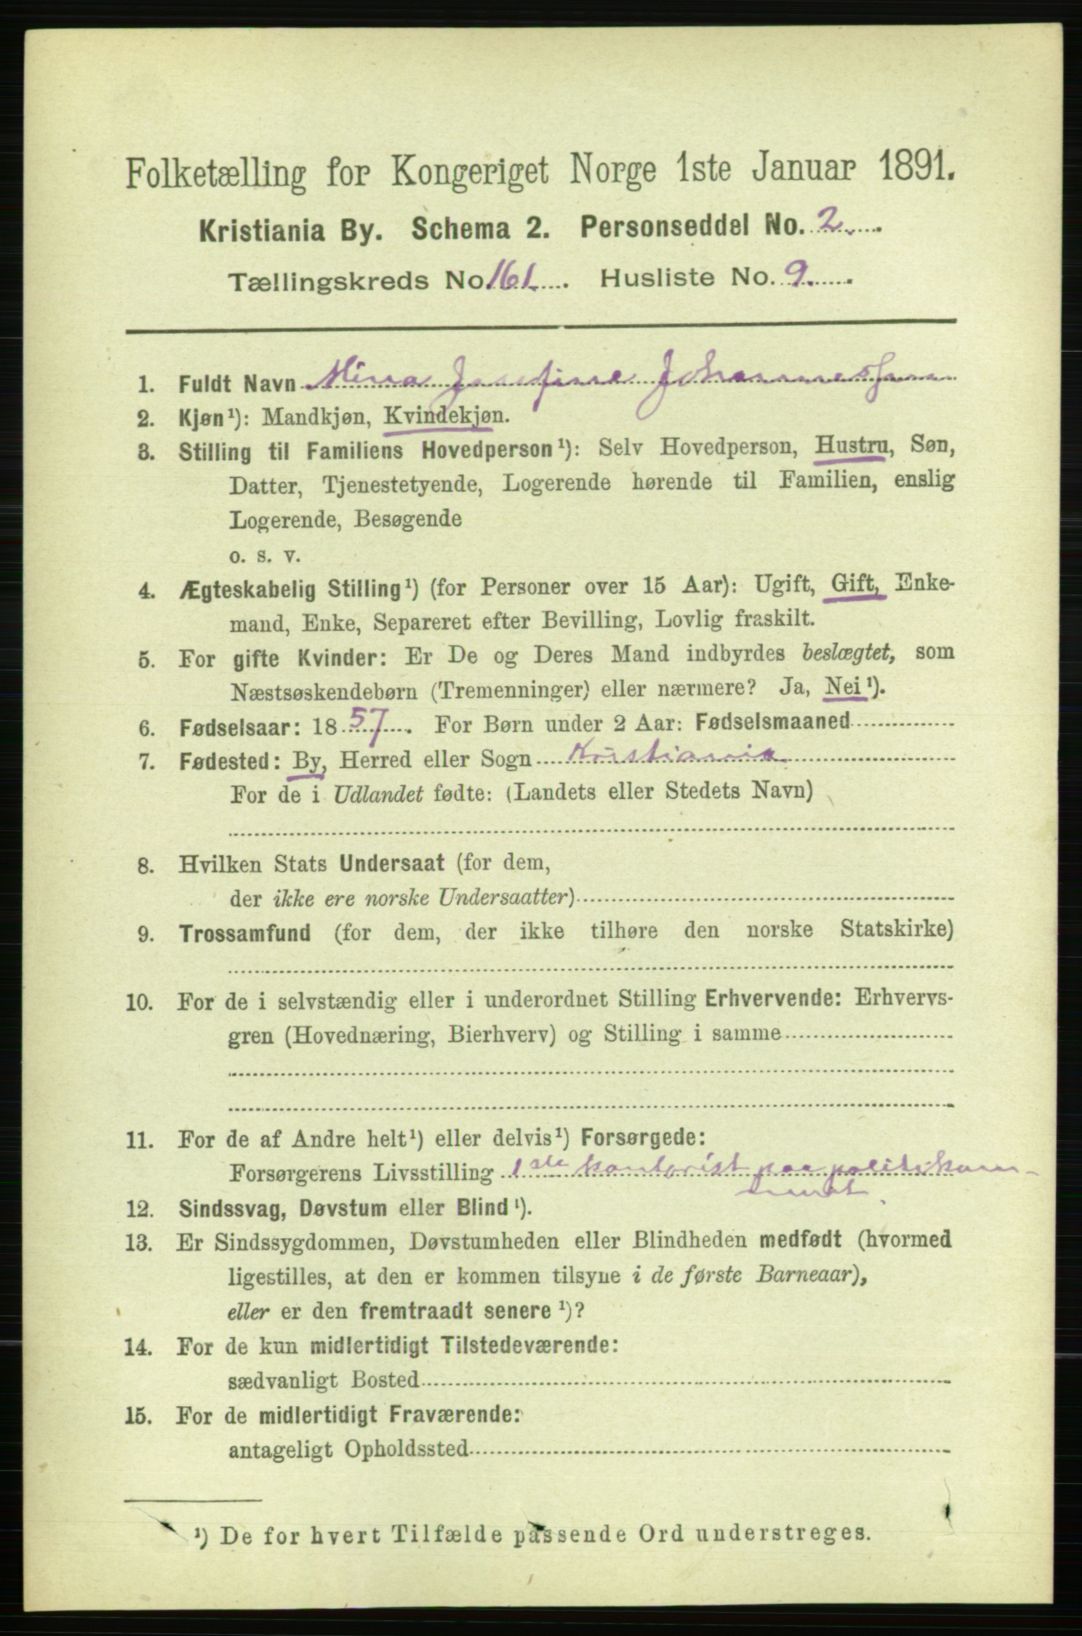 Folketælling for Kongeriget Norge 1ste Januar 1891.
Kristiania By. Schema 2. Personseddel No. 2.
Tællingskreds No. 161. Husliste No. 9.
1. Fuldt Navn Mina Josefine Johannessen
2. Kjøn¹): Mandkjøn, Kvindekjøn.
3. Stilling til Familiens Hovedperson¹): Selv Hovedperson, Hustru, Søn,
Datter, Tjenestetyende, Logerende hørende til Familien, enslig
Logerende, Besøgende
o. s. v.
4. Ægteskabelig Stilling¹) (for Personer over 15 Aar): Ugift, Gift, Enke-
mand, Enke, Separeret efter Bevilling, Lovlig fraskilt.
5. For gifte Kvinder: Er De og Deres Mand indbyrdes beslægtet, som
Næstsøskendebørn (Tremenninger) eller nærmere? Ja, Nei¹).
6. Fødselsaar: 1857. For Børn under 2 Aar: Fødselsmaaned
7. Fødested: By, Herred eller Sogn Kristiania
For de i Udlandet fødte: (Landets eller Stedets Navn)
8. Hvilken Stats Undersaat (for dem,
der ikke ere norske Undersaatter)
9. Trossamfund (for dem, der ikke tilhøre den norske Statskirke)
10. For de i selvstændig eller i underordnet Stilling Erhvervende: Erhvervs-
gren (Hovednæring, Bierhverv) og Stilling i samme
11. For de af Andre helt¹) eller delvis¹) Forsørgede:
Forsørgerens Livsstilling 1ste kontorist paa politikam-
meret.
12. Sindssvag, Døvstum eller Blind¹).
13. Er Sindssygdommen, Døvstumheden eller Blindheden medfødt (hvormed
ligestilles, at den er kommen tilsyne i de første Barneaar),
eller er den fremtraadt senere¹)?
14. For de kun midlertidigt Tilstedeværende:
sædvanligt Bosted
15. For de midlertidigt Fraværende:
antageligt Opholdssted
¹) De for hvert Tilfælde passende Ord understreges.